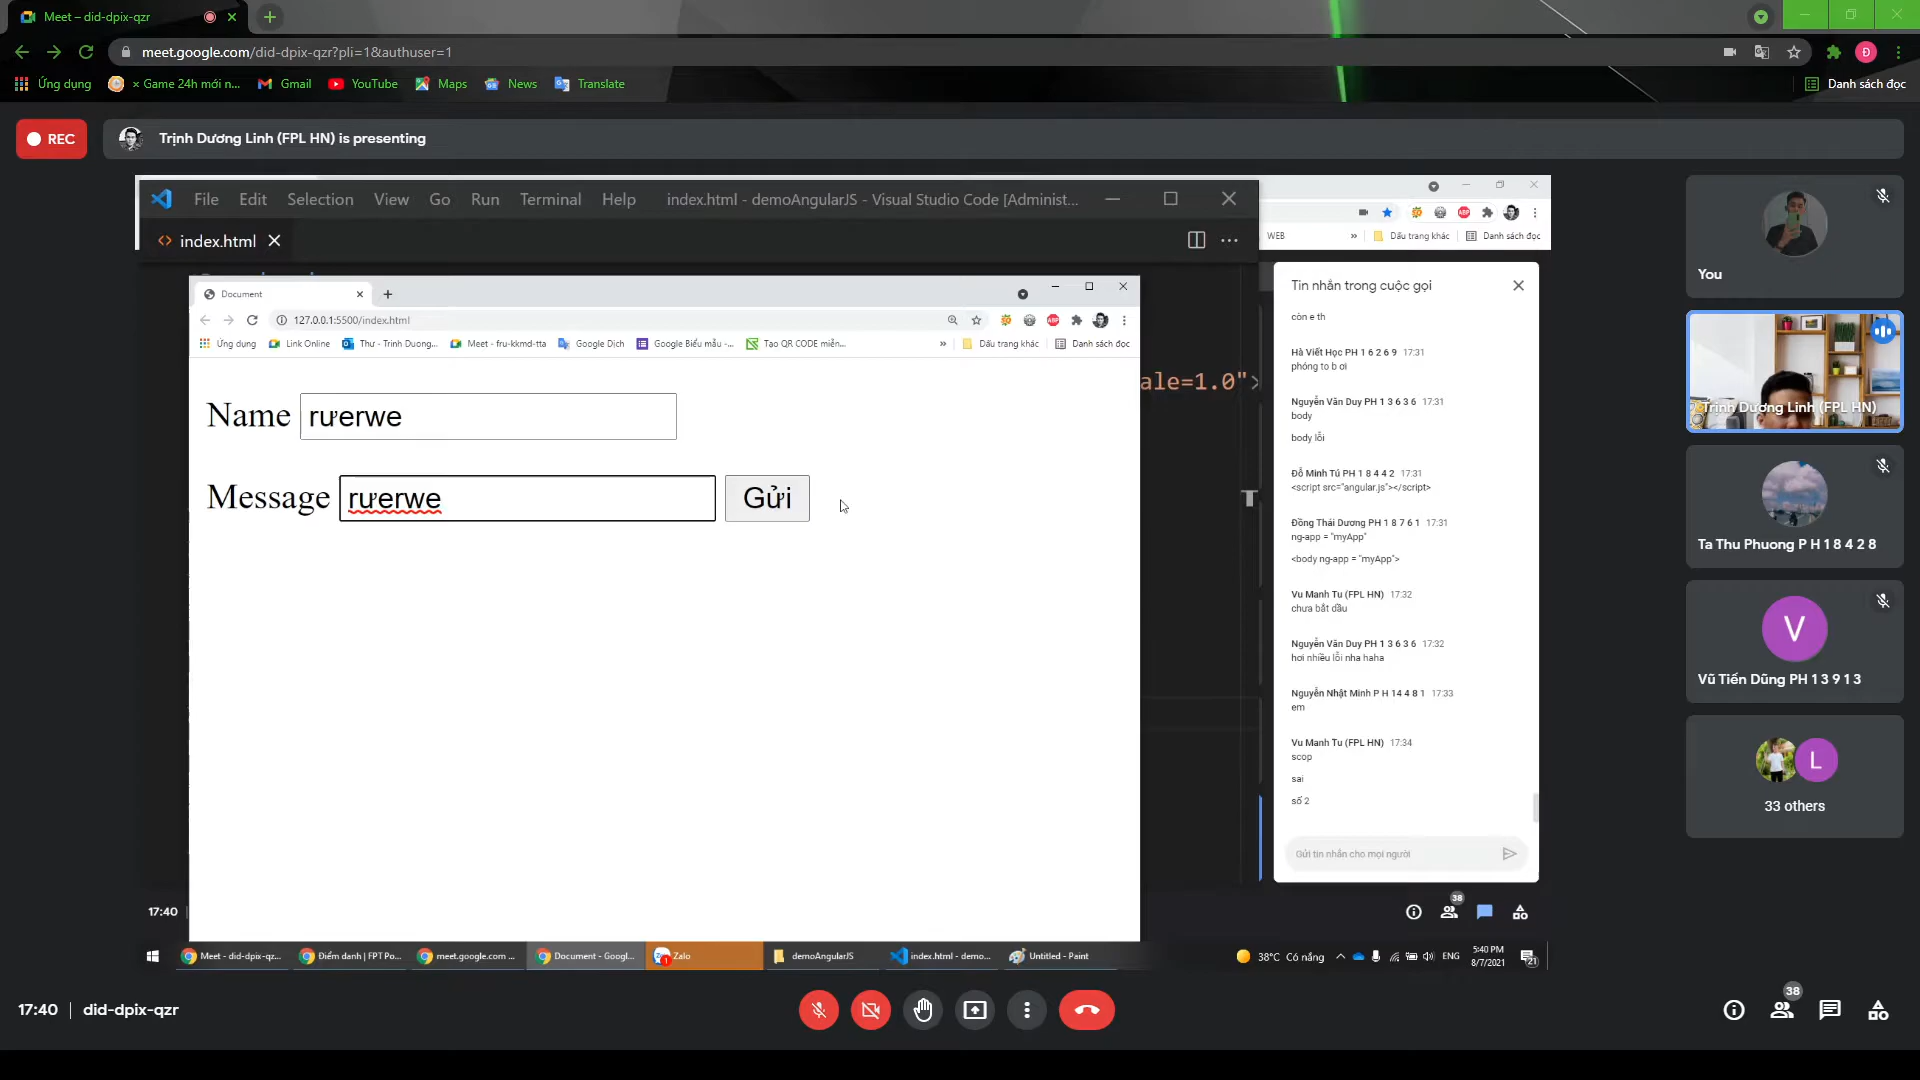 Meet – did-dpix-qzr
meet.google.com/did-dpix-qzr?pli=1&authuser=1
Đ
Ứng dụng
× Game 24h mới n...
Gmail
YouTube
Maps
News
Translate
Danh sách đọc
REC
Trịnh Dương Linh (FPL HN) is presenting
File Edit Selection View Go Run Terminal Help index.html - demoAngularJS - Visual Studio Code [Administ...
index.html
WEB
»
Dấu trang khác
Danh sách đọc
Document
127.0.0.1:5500/index.html
Ứng dụng
Link Online
Thư - Trinh Duong...
Meet - fru-kkmd-tta
Google Dịch
Google Biểu mẫu -...
Tạo QR CODE miễn...
»
Dấu trang khác
Danh sách đọc
ale=1.0">
Name rưerwe
Message rưerwe Gửi
Tin nhắn trong cuộc gọi
còn e th
Hà Viết Học PH 1 6 2 6 9 17:31
phóng to b ơi
Nguyễn Văn Duy PH 1 3 6 3 6 17:31
body
body lỗi
Đỗ Minh Tú PH 1 8 4 4 2 17:31
<script src="angular.js"></script>
Đồng Thái Dương PH 1 8 7 6 1 17:31
ng-app = "myApp"
<body ng-app = "myApp">
Vu Manh Tu (FPL HN) 17:32
chưa bắt đầu
Nguyễn Văn Duy PH 1 3 6 3 6 17:32
hơi nhiều lỗi nha haha
Nguyễn Nhật Minh P H 14 4 8 1 17:33
em
Vu Manh Tu (FPL HN) 17:34
scop
sai
số 2
Gửi tin nhắn cho mọi người
You
Trịnh Dương Linh (FPL HN)
Ta Thu Phuong P H 1 8 4 2 8
V
Vũ Tiến Dũng PH 1 3 9 1 3
L
33 others
17:40
38
Meet - did-dpix-qz...
Điểm danh | FPT Po...
meet.google.com ...
Document - Googl...
1
Zalo
demoAngularJS
index.html - demo...
Untitled - Paint
38°C Có nắng
ENG
5:40 PM
8/7/2021
21
17:40 | did-dpix-qzr
38